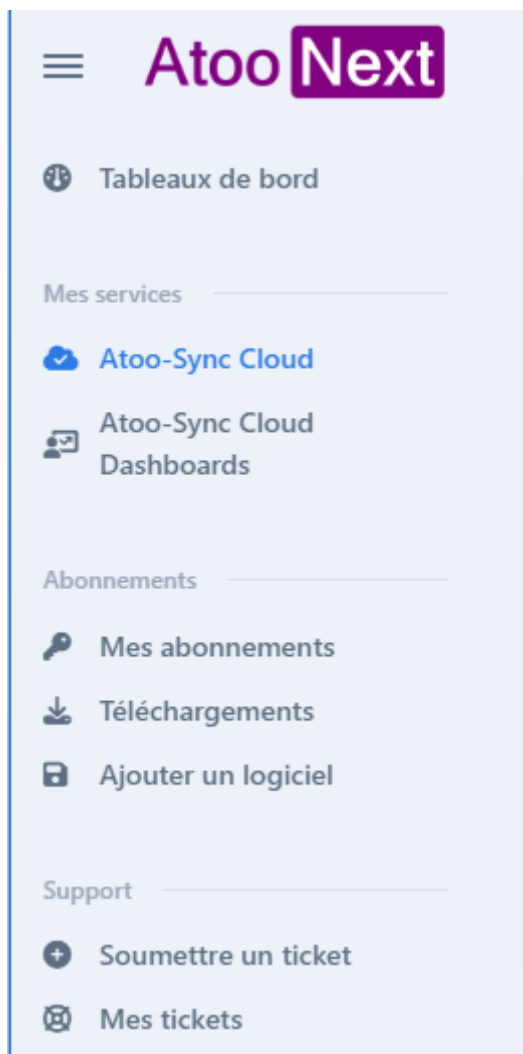 Atoo Next
Tableaux de bord
Mes services
Atoo-Sync Cloud
Atoo-Sync Cloud
Dashboards
Abonnements
Mes abonnements
Téléchargements
Ajouter un logiciel
Support
Soumettre un ticket
Mes tickets